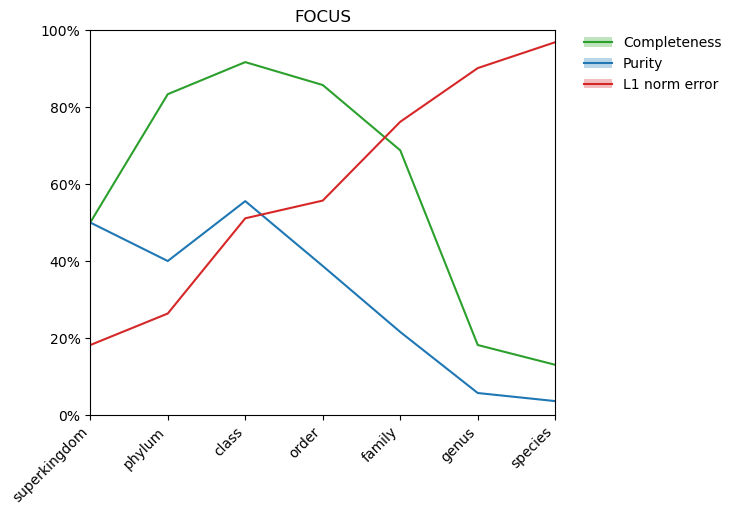 FOCUS
100%
80%
60%
40%
20%
0%
superkingdom
phylum
class
order
family
genus
species
Completeness
Purity
L1 norm error